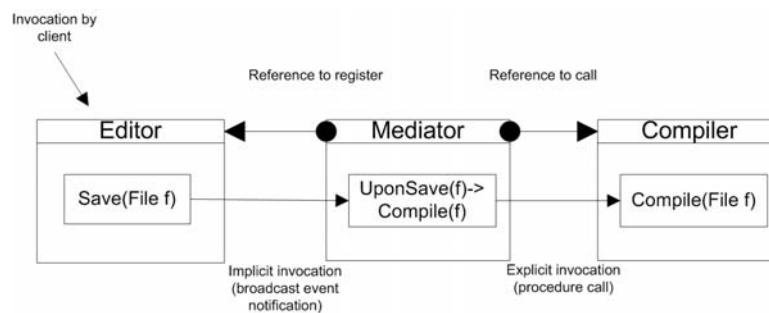 Invocation by
client
Reference to register
Reference to call
Editor
Mediator
Compiler
Save(File f)
UponSave(f)->
Compile(f)
Compile(File f)
Implicit invocation
(broadcast event
notification)
Explicit invocation
(procedure call)